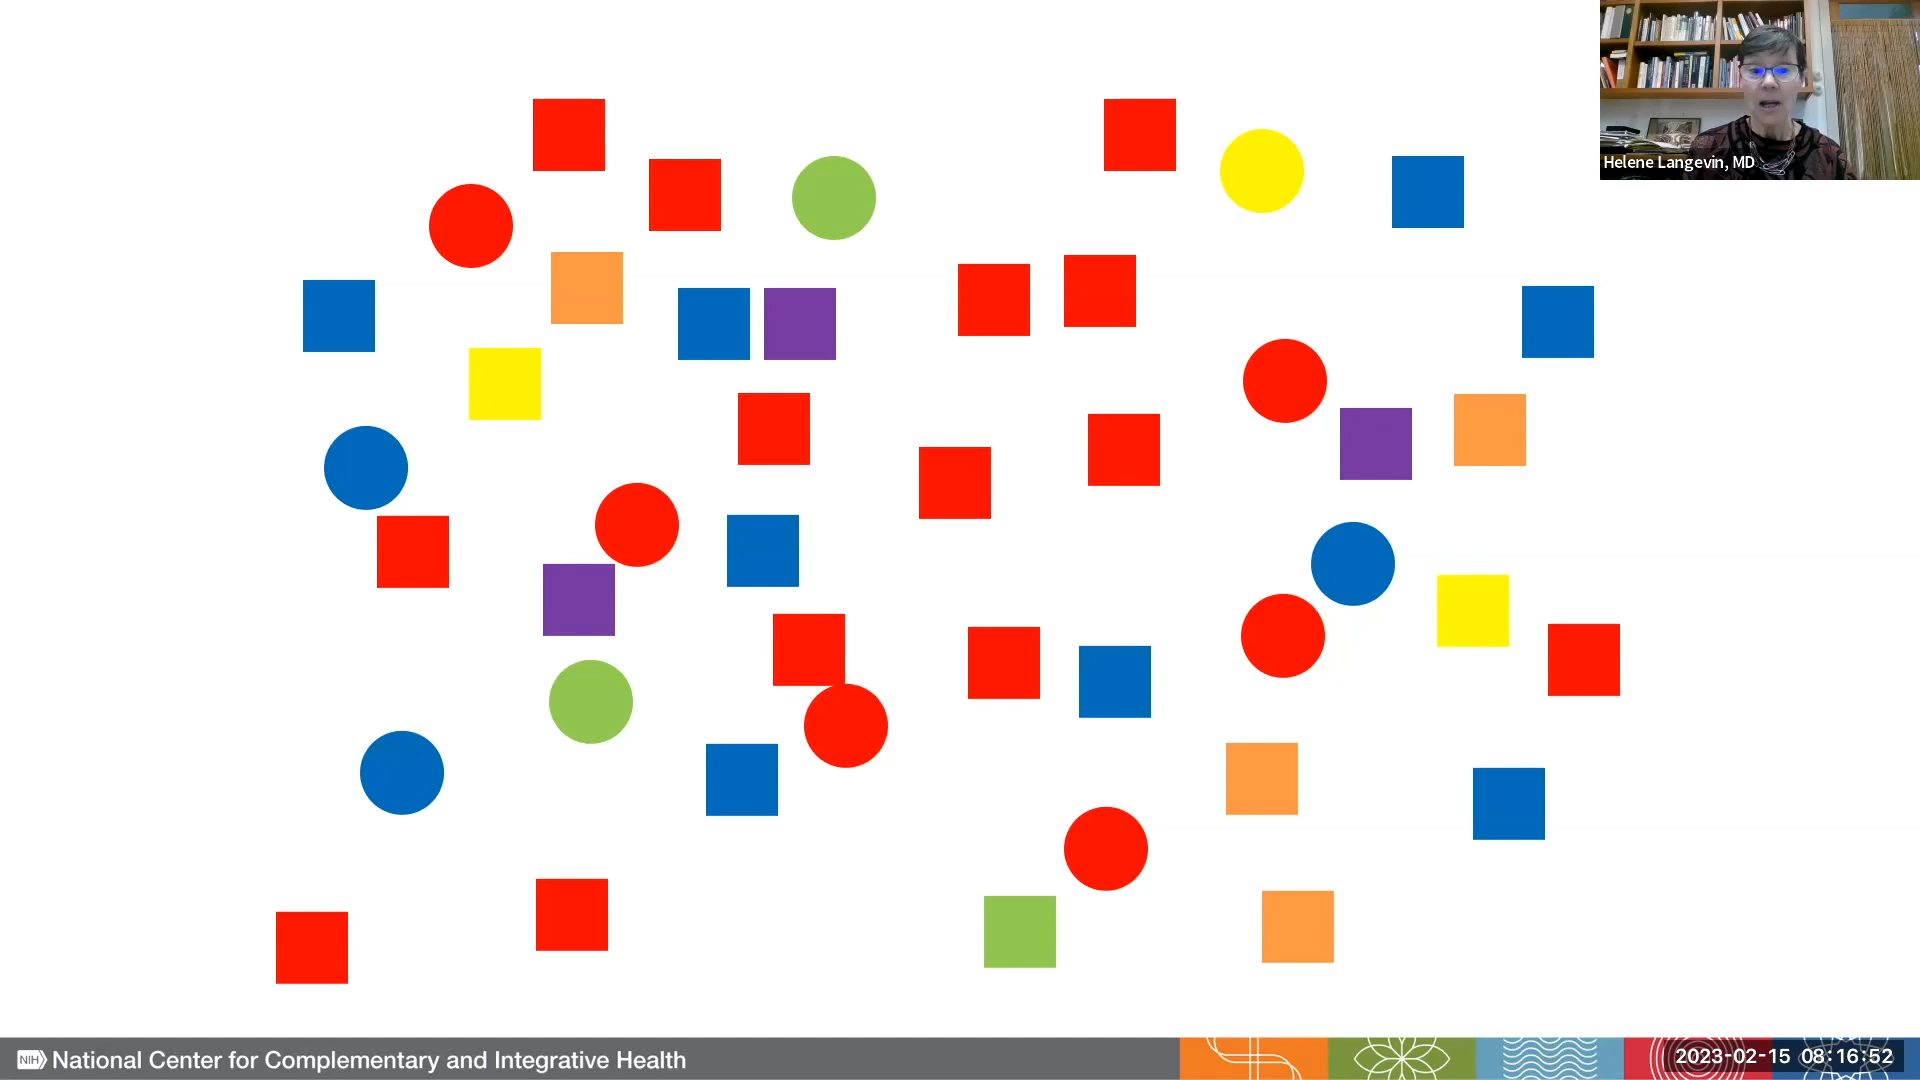 Helene Langevin, MD
NIH National Center for Complementary and Integrative Health
2023-02-15 08:16:52